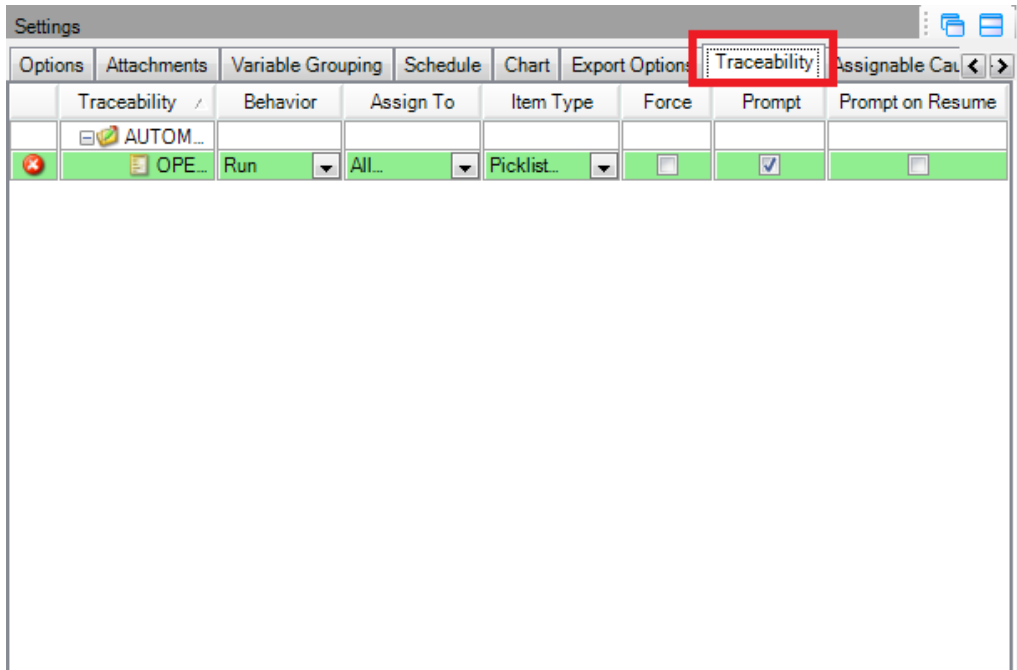 Settings
Options Attachments Variable Grouping Schedule Chart Export Options Traceability Assignable Cau
Traceability Behavior Assign To Item Type Force Prompt Prompt on Resume
AUTOM...
OPE... Run All... Picklist...